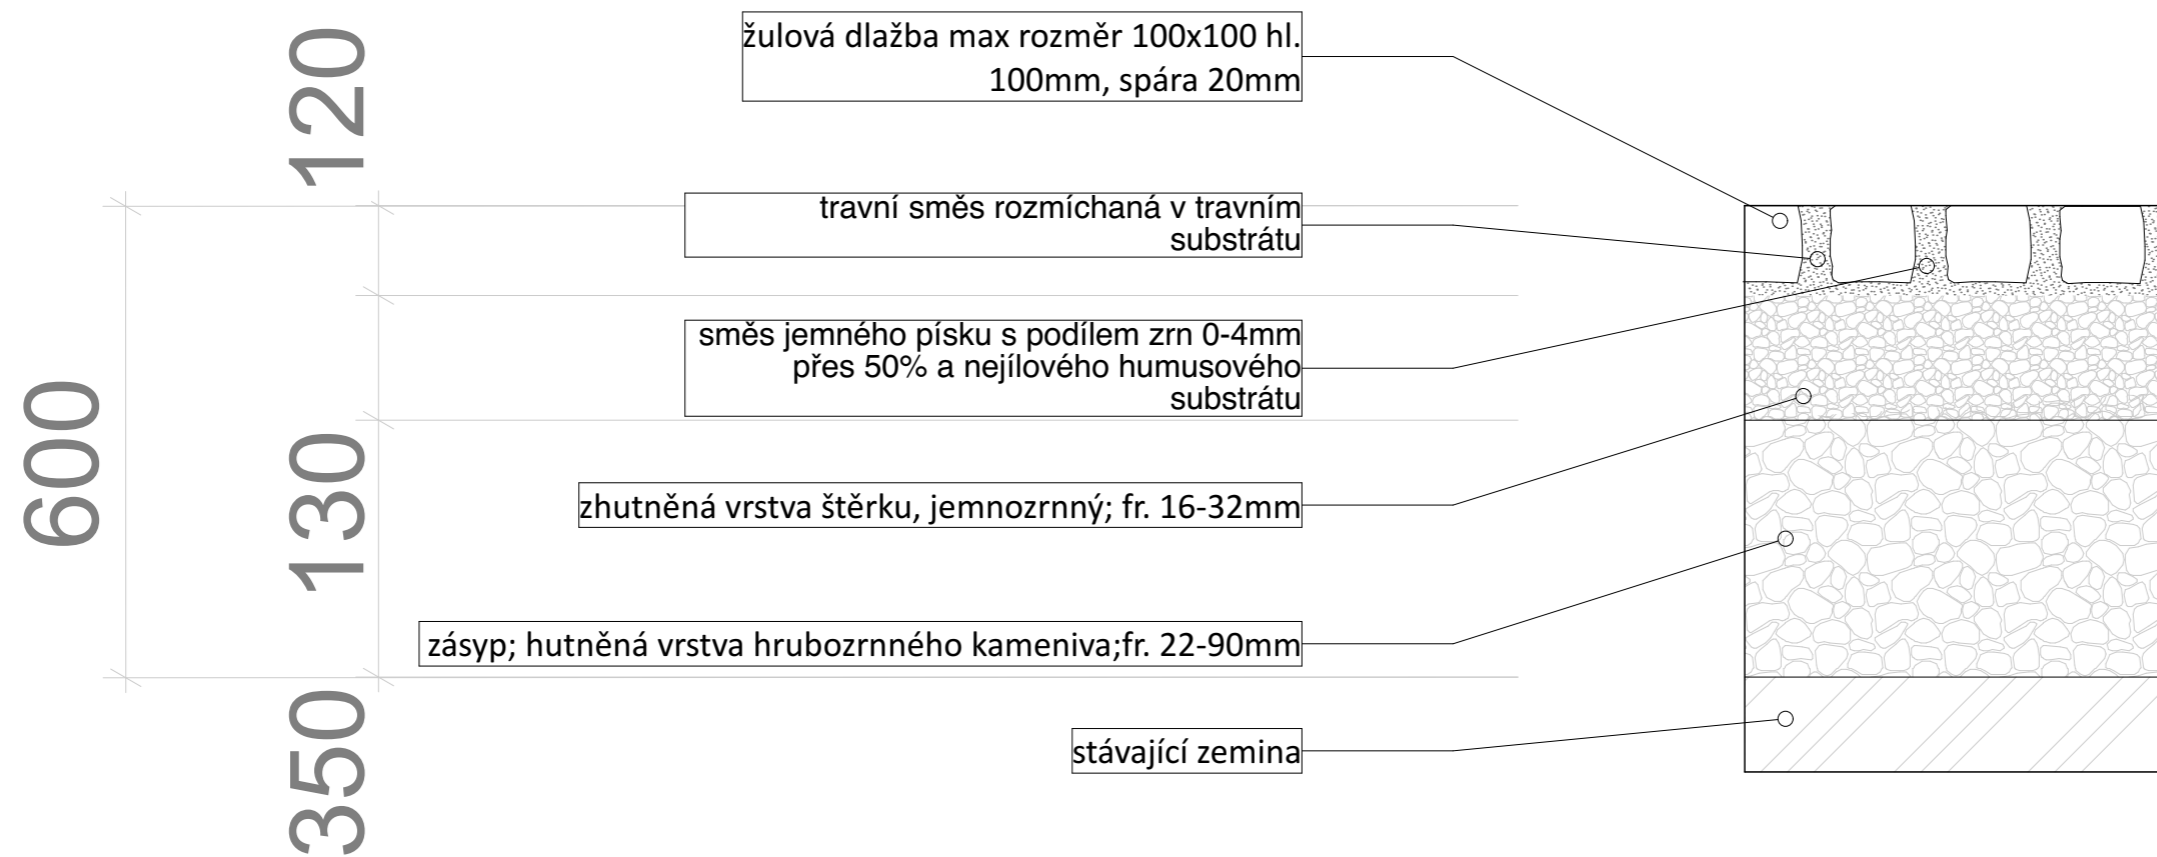 120
žulová dlažba max rozměr 100x100 hl.
100mm, spára 20mm
travní směs rozmíchaná v travním
substrátu
směs jemného písku s podílem zrn 0-4mm
přes 50% a nejílového humusového
substrátu
600
130
zhutněná vrstva štěrku, jemnozrnný; fr. 16-32mm
zásyp; hutněná vrstva hrubozrnného kameniva;fr. 22-90mm
350
stávající zemina